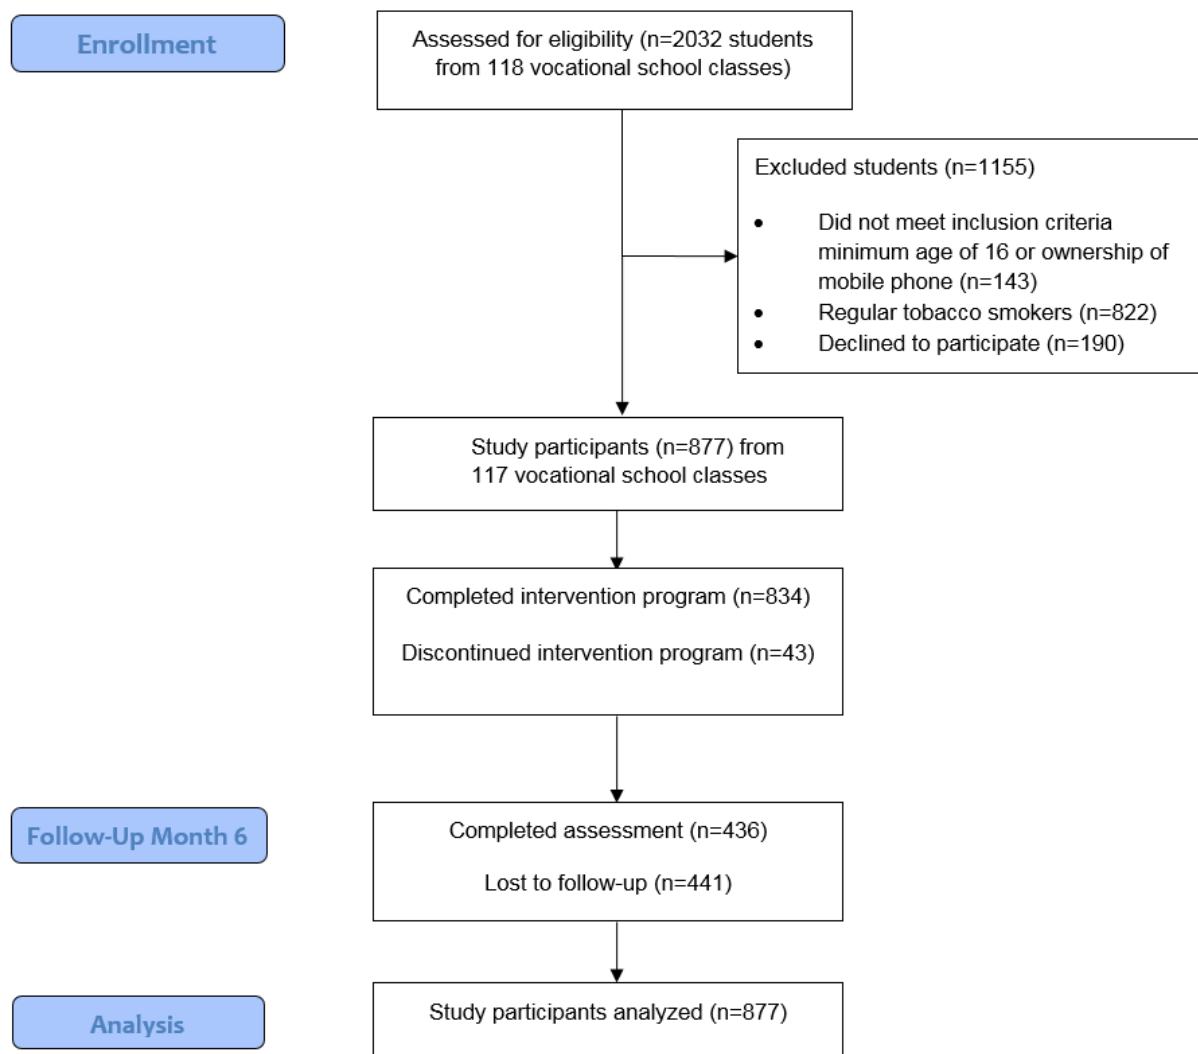 Enrollment
Assessed for eligibility (n=2032 students
from 118 vocational school classes)
Excluded students (n=1155)
• Did not meet inclusion criteria
minimum age of 16 or ownership of
mobile phone (n=143)
• Regular tobacco smokers (n=822)
• Declined to participate (n=190)
Study participants (n=877) from
117 vocational school classes
Completed intervention program (n=834)
Discontinued intervention program (n=43)
Follow-Up Month 6
Completed assessment (n=436)
Lost to follow-up (n=441)
Analysis
Study participants analyzed (n=877)